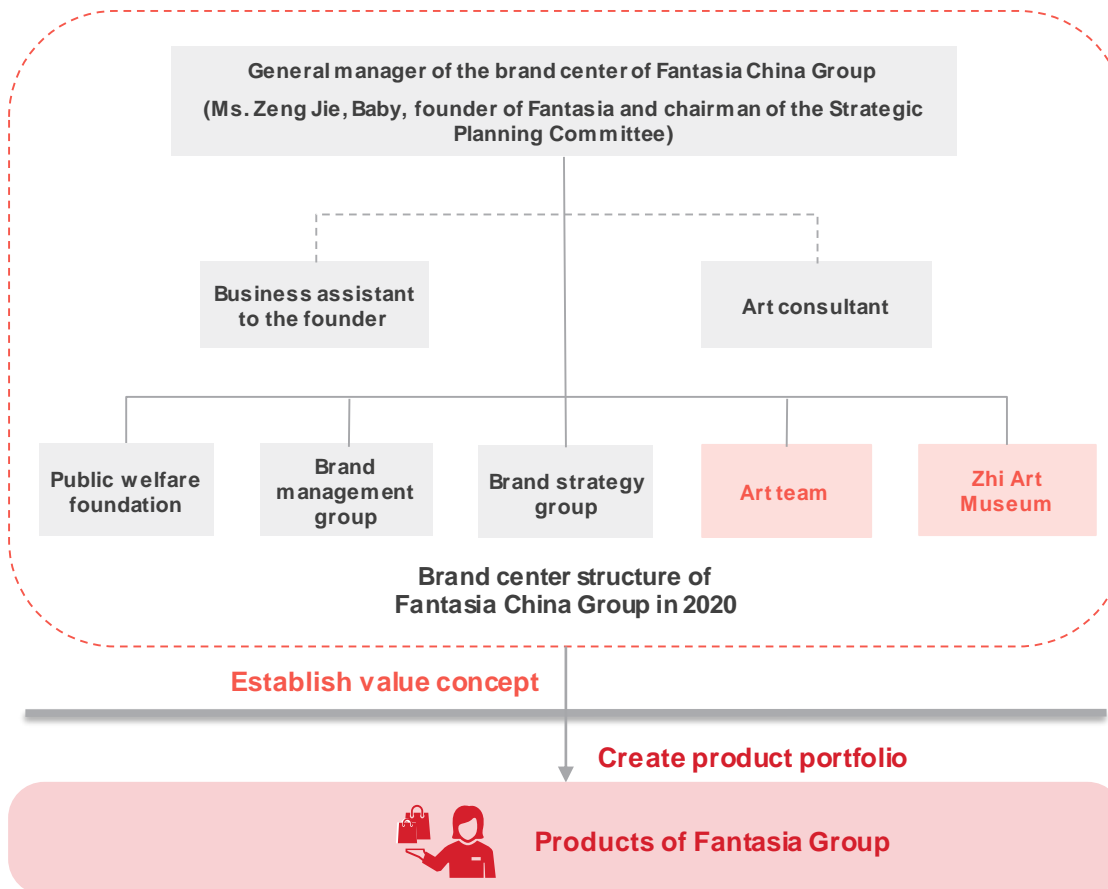 General manager of the brand center of Fantasia China Group
(Ms. Zeng Jie, Baby, founder of Fantasia and chairman of the Strategic
Planning Committee)
Business assistant
to the founder
Art consultant
Public welfare
foundation
Brand
management
group
Brand strategy
group
Art team
Zhi Art
Museum
Brand center structure of
Fantasia China Group in 2020
Establish value concept
Create product portfolio
Products of Fantasia Group